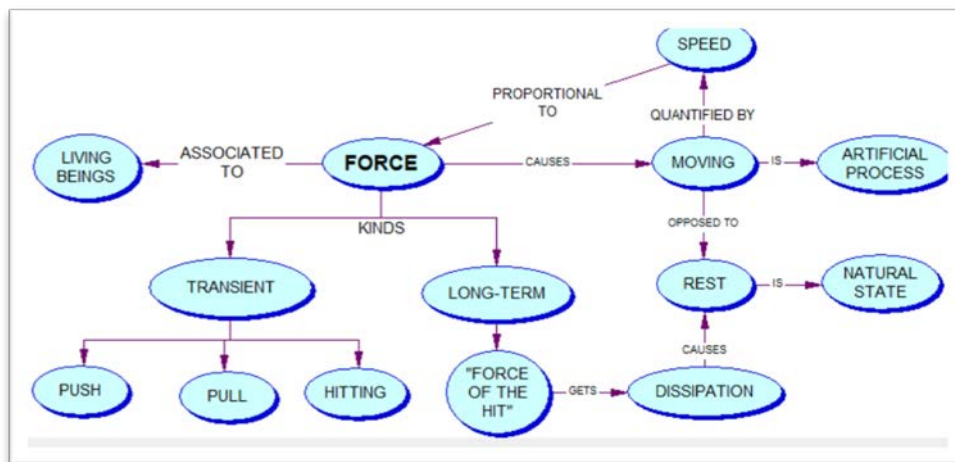 SPEED
PROPORTIONAL
TO
QUANTIFIED BY
LIVING
BEINGS
ASSOCIATED
TO
FORCE
CAUSES
MOVING
IS
ARTIFICIAL
PROCESS
KINDS
OPPOSED TO
TRANSIENT
LONG-TERM
REST
IS
NATURAL
STATE
CAUSES
PUSH
PULL
HITTING
"FORCE
OF THE
HIT"
GETS
DISSIPATION